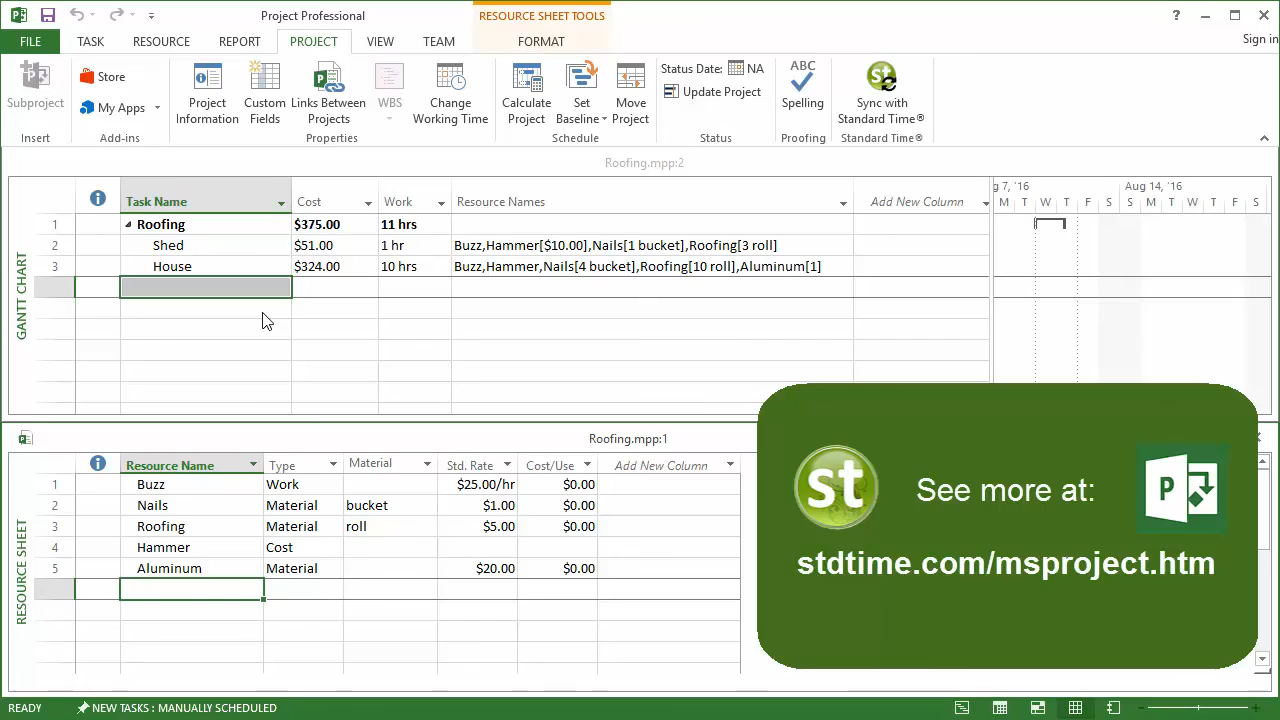 Project Professional
RESOURCE SHEET TOOLS
?
FILE TASK RESOURCE REPORT PROJECT VIEW TEAM FORMAT
Sign in
Subproject
Insert
Store
My Apps
Add-ins
Project Information
Custom Fields
Links Between Projects
WBS
Change Working Time
Properties
Calculate Project
Set Baseline
Move Project
Schedule
Status Date: NA
Update Project
Status
ABC
Spelling
Proofing
st
Sync with Standard Time®
Standard Time®
Roofing.mpp:2
GANTT CHART
Task Name Cost Work Resource Names Add New Column
g 7, '16 Aug 14, '16
M T W T F S S M T W T F S
1 Roofing $375.00 11 hrs
2 Shed $51.00 1 hr Buzz,Hammer[$10.00],Nails[1 bucket],Roofing[3 roll]
3 House $324.00 10 hrs Buzz,Hammer,Nails[4 bucket],Roofing[10 roll],Aluminum[1]
Roofing.mpp:1
RESOURCE SHEET
Resource Name Type Material Std. Rate Cost/Use Add New Column
1 Buzz Work $25.00/hr $0.00
2 Nails Material bucket $1.00 $0.00
3 Roofing Material roll $5.00 $0.00
4 Hammer Cost
5 Aluminum Material $20.00 $0.00
st
See more at:
P
stdtime.com/msproject.htm
READY NEW TASKS : MANUALLY SCHEDULED